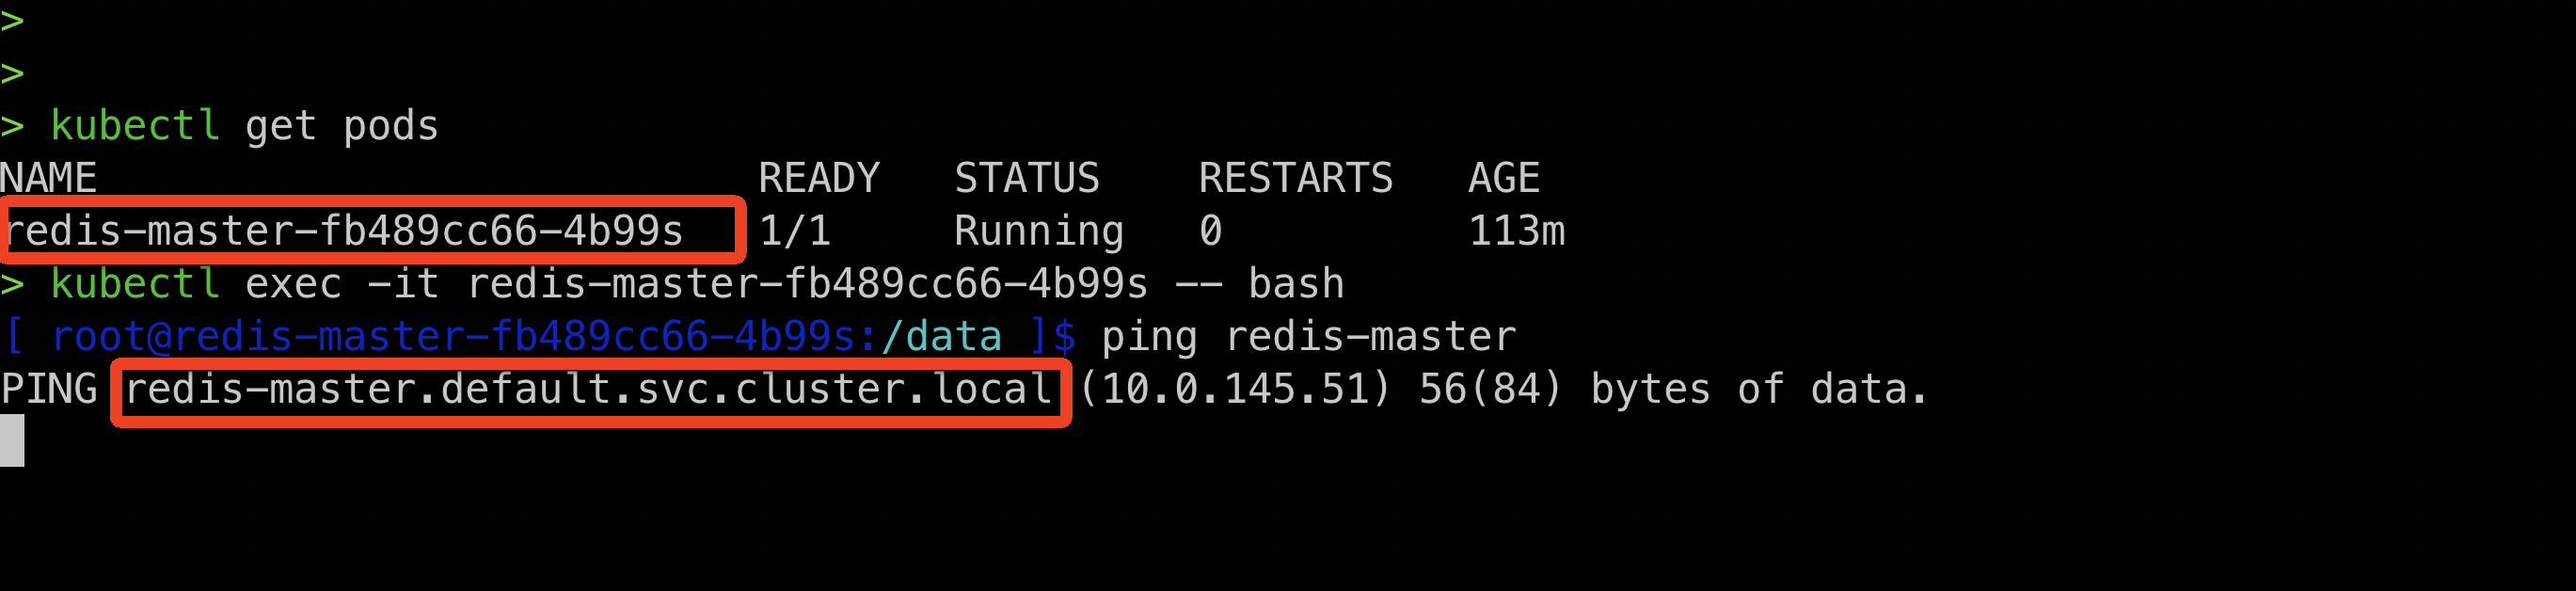 >
>
> kubectl get pods
NAME READY STATUS RESTARTS AGE
redis-master-fb489cc66-4b99s 1/1 Running 0 113m
> kubectl exec -it redis-master-fb489cc66-4b99s -- bash
[ root@redis-master-fb489cc66-4b99s:/data ]$ ping redis-master
PING redis-master.default.svc.cluster.local (10.0.145.51) 56(84) bytes of data.